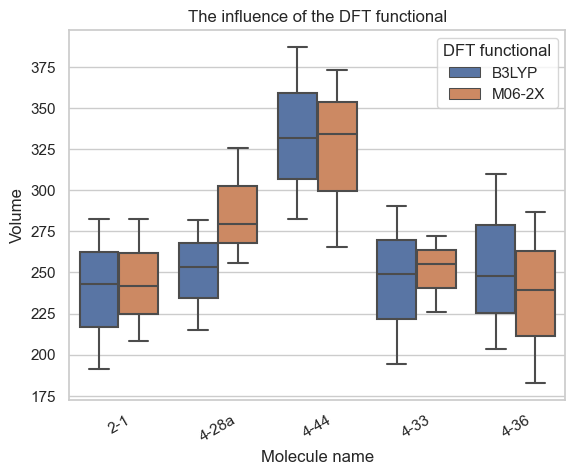 The influence of the DFT functional
DFT functional
B3LYP
M06-2X
Volume
375
350
325
300
275
250
225
200
175
2-1
4-28a
4-44
4-33
4-36
Molecule name